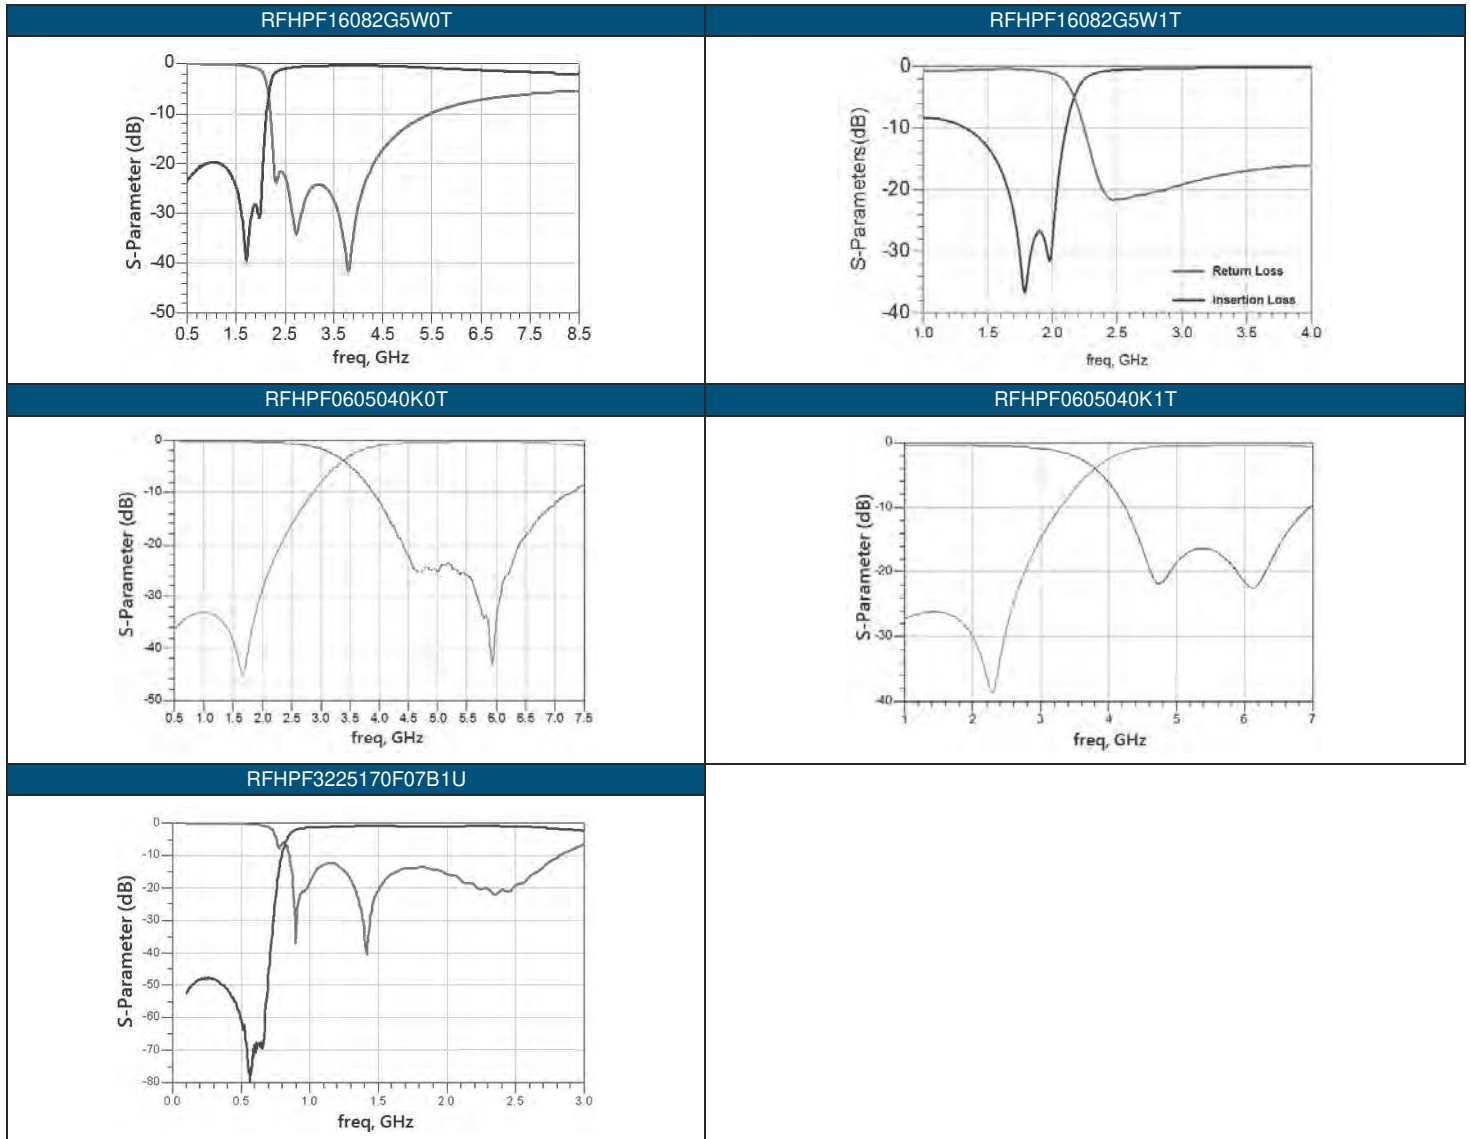 RFHPF16082G5W0T
RFHPF16082G5W1T
S-Parameter (dB)
0
-10
-20
-30
-40
-50
0.5 1.5 2.5 3.5 4.5 5.5 6.5 7.5 8.5
freq, GHz
S-Parameters(dB)
0
-10
-20
-30
-40
Return Loss
Insertion Loss
1.0 1.5 2.0 2.5 3.0 3.5 4.0
freq, GHz
RFHPF0605040K0T
RFHPF0605040K1T
S-Parameter (dB)
0
-10
-20
-30
-40
-50
0.5 1.0 1.5 2.0 2.5 3.0 3.5 4.0 4.5 5.0 5.5 6.0 6.5 7.0 7.5
freq, GHz
S-Parameter (dB)
0
-10
-20
-30
-40
1 2 3 4 5 6 7
freq, GHz
RFHPF3225170F07B1U
S-Parameter (dB)
0
-10
-20
-30
-40
-50
-60
-70
-80
0.0 0.5 1.0 1.5 2.0 2.5 3.0
freq, GHz